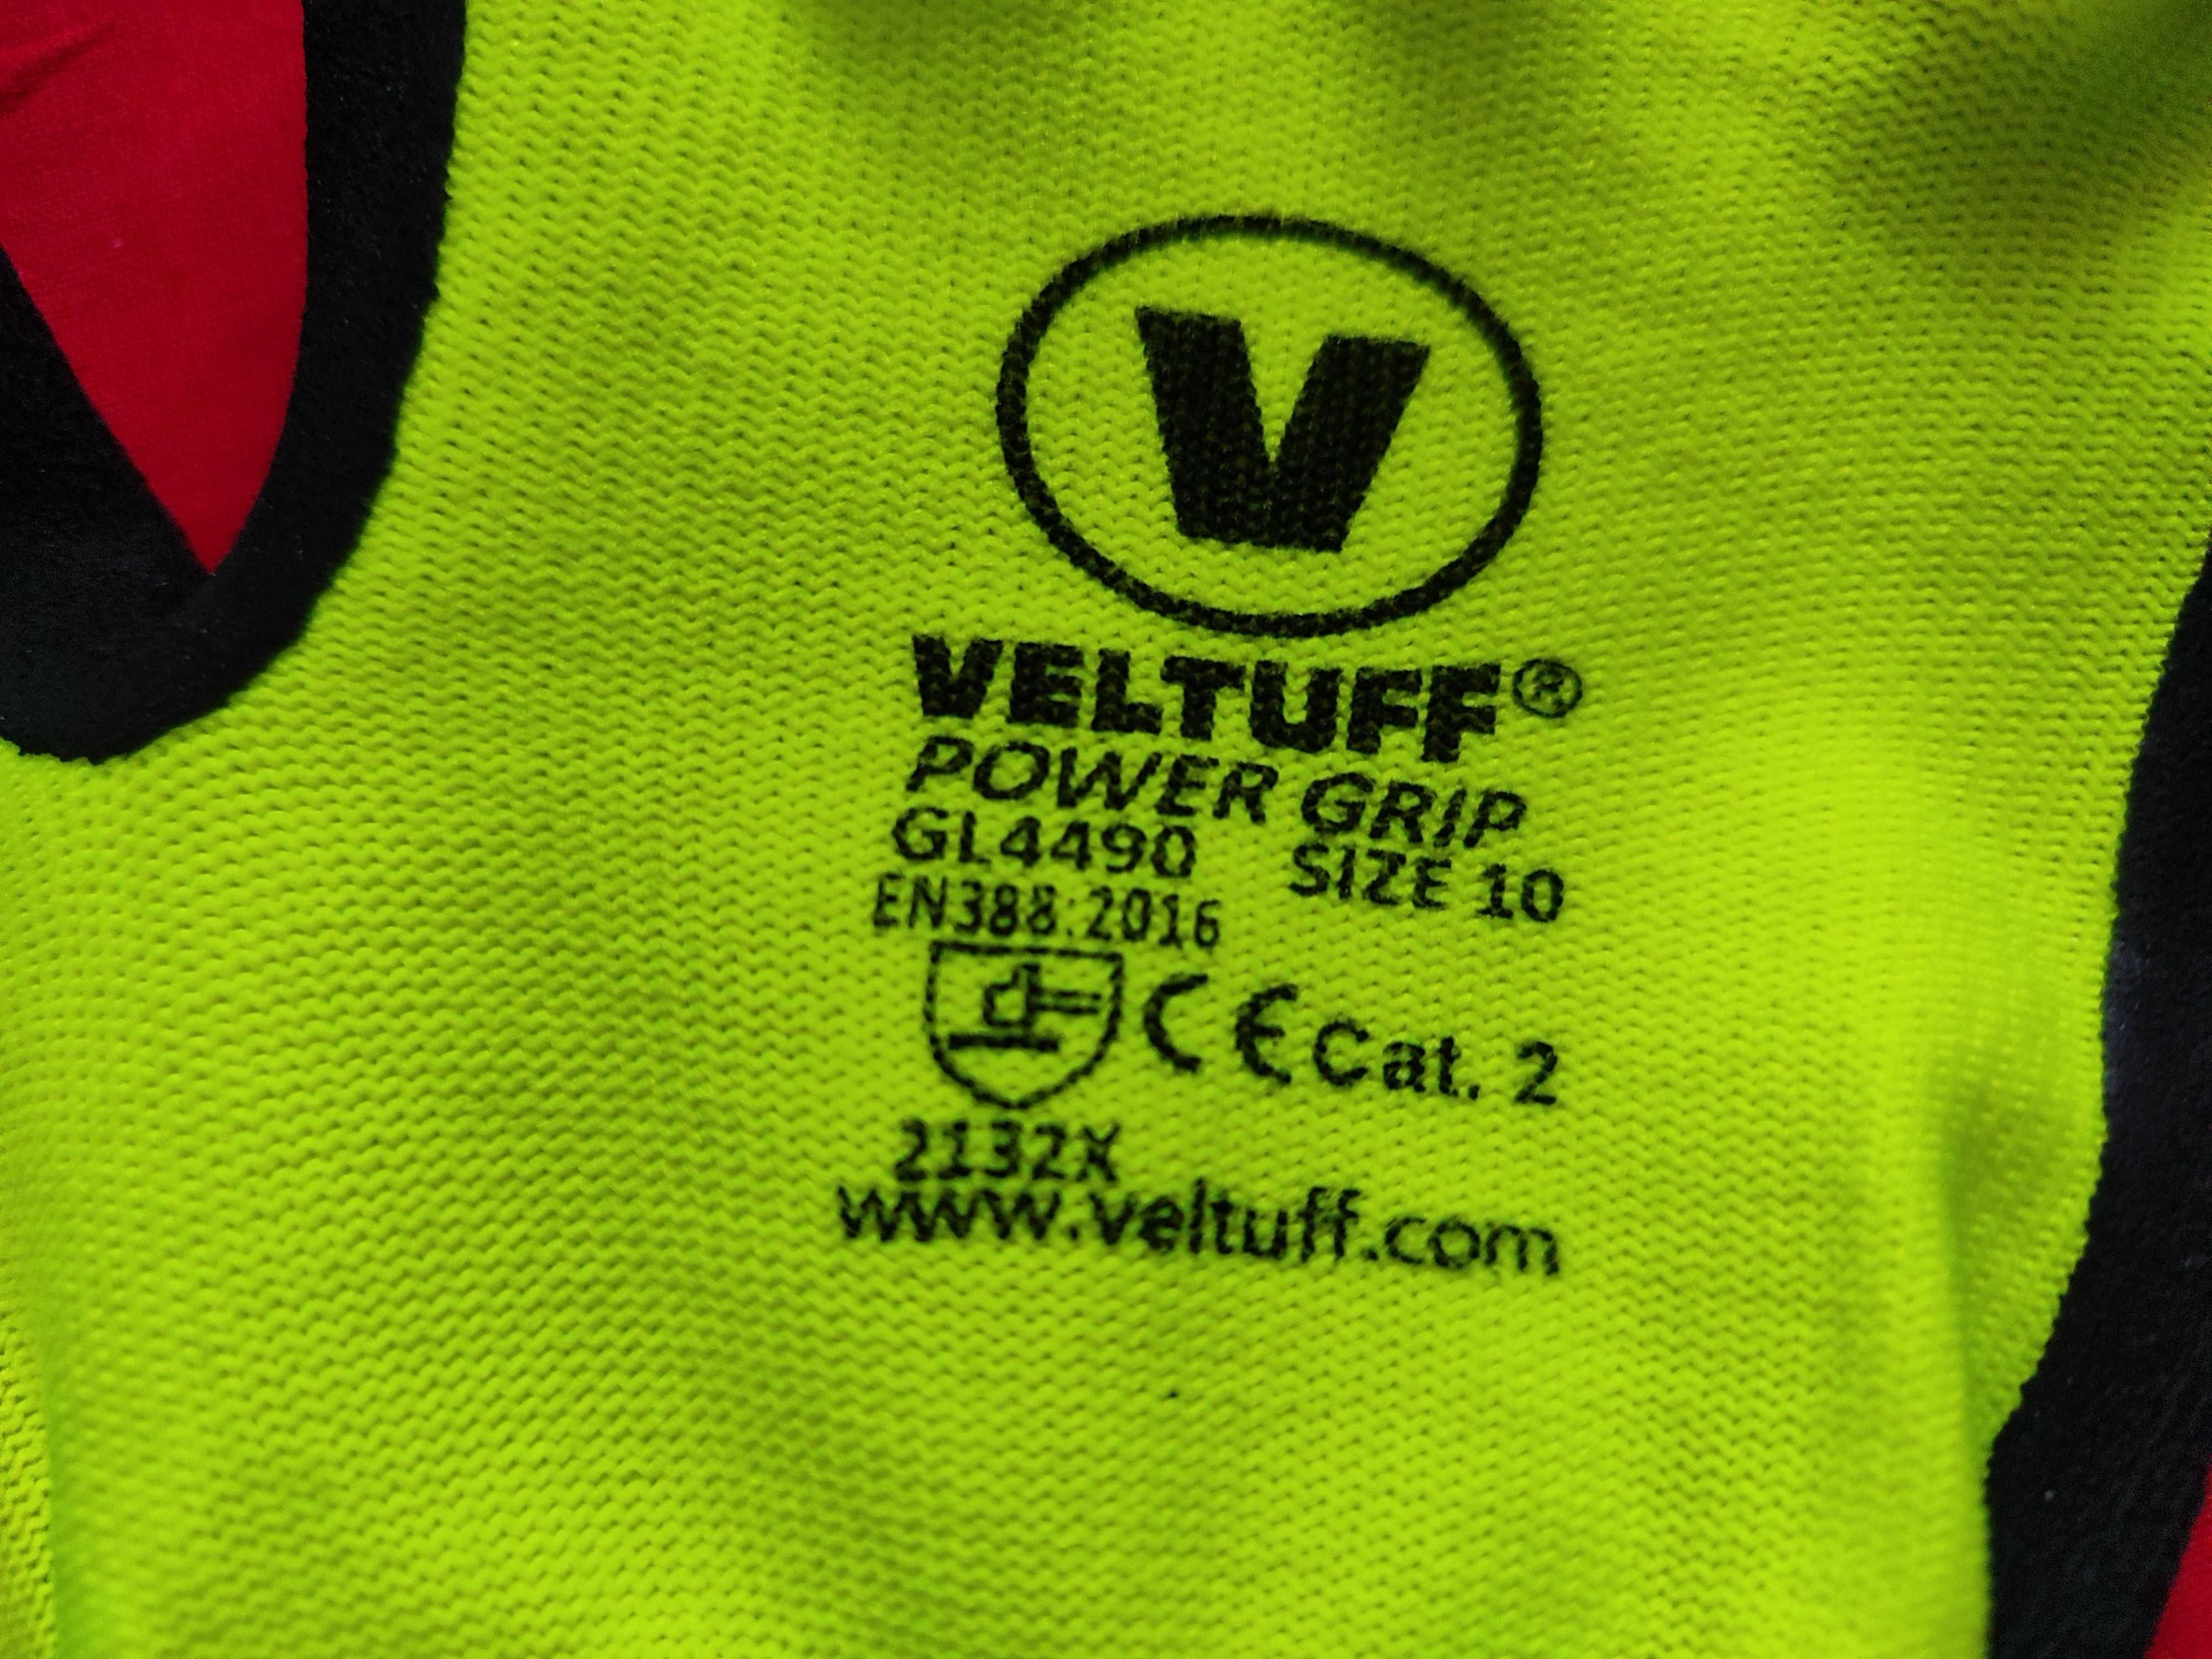 V
VELTUFF®
POWER GRIP
GL4490 SIZE 10
EN388:2016
CE Cat. 2
2132X
www.veltuff.com